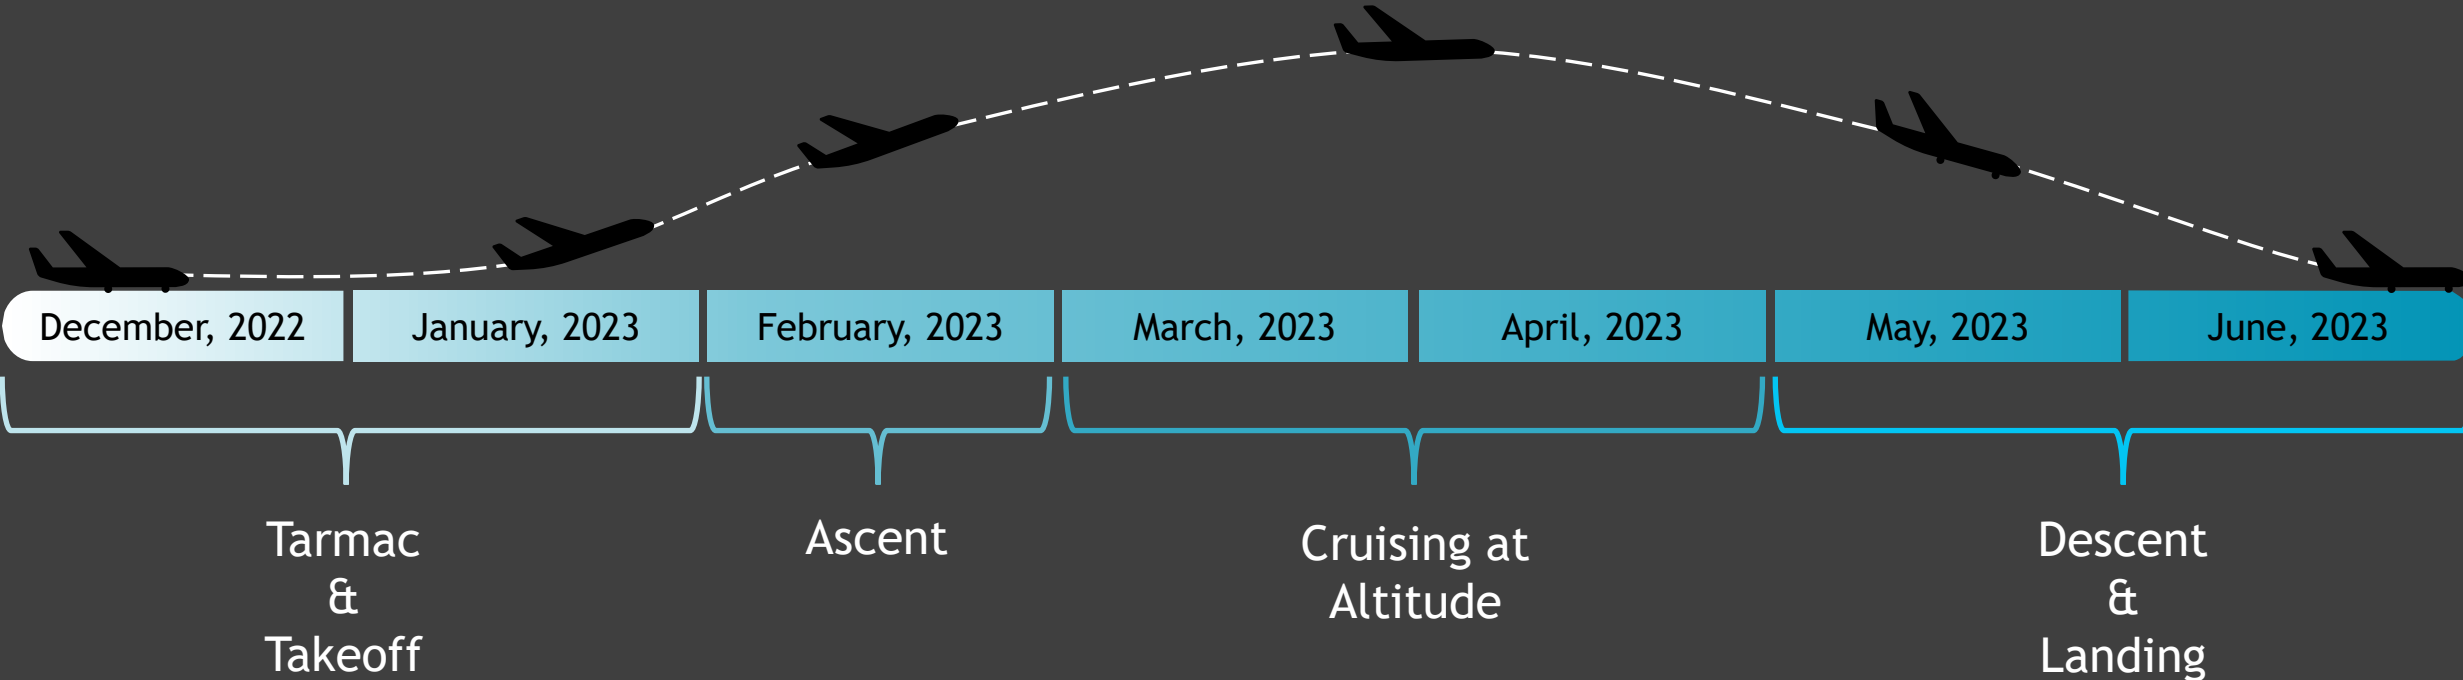 December, 2022
January, 2023
February, 2023
March, 2023
April, 2023
May, 2023
June, 2023
Tarmac
&
Takeoff
Ascent
Cruising at
Altitude
Descent
&
Landing